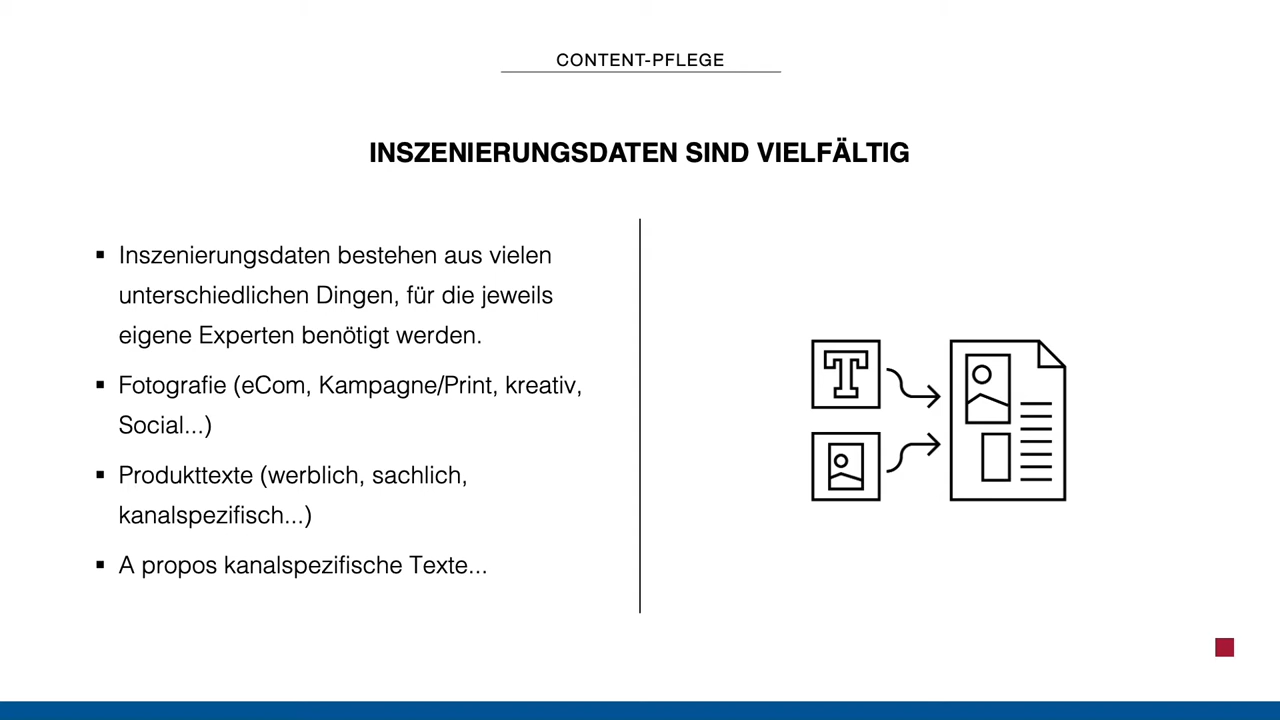 CONTENT-PFLEGE
INSZENIERUNGSDATEN SIND VIELFÄLTIG
▪ Inszenierungsdaten bestehen aus vielen
unterschiedlichen Dingen, für die jeweils
eigene Experten benötigt werden.
▪ Fotografie (eCom, Kampagne/Print, kreativ,
Social...)
▪ Produkttexte (werblich, sachlich,
kanalspezifisch...)
▪ A propos kanalspezifische Texte...
T